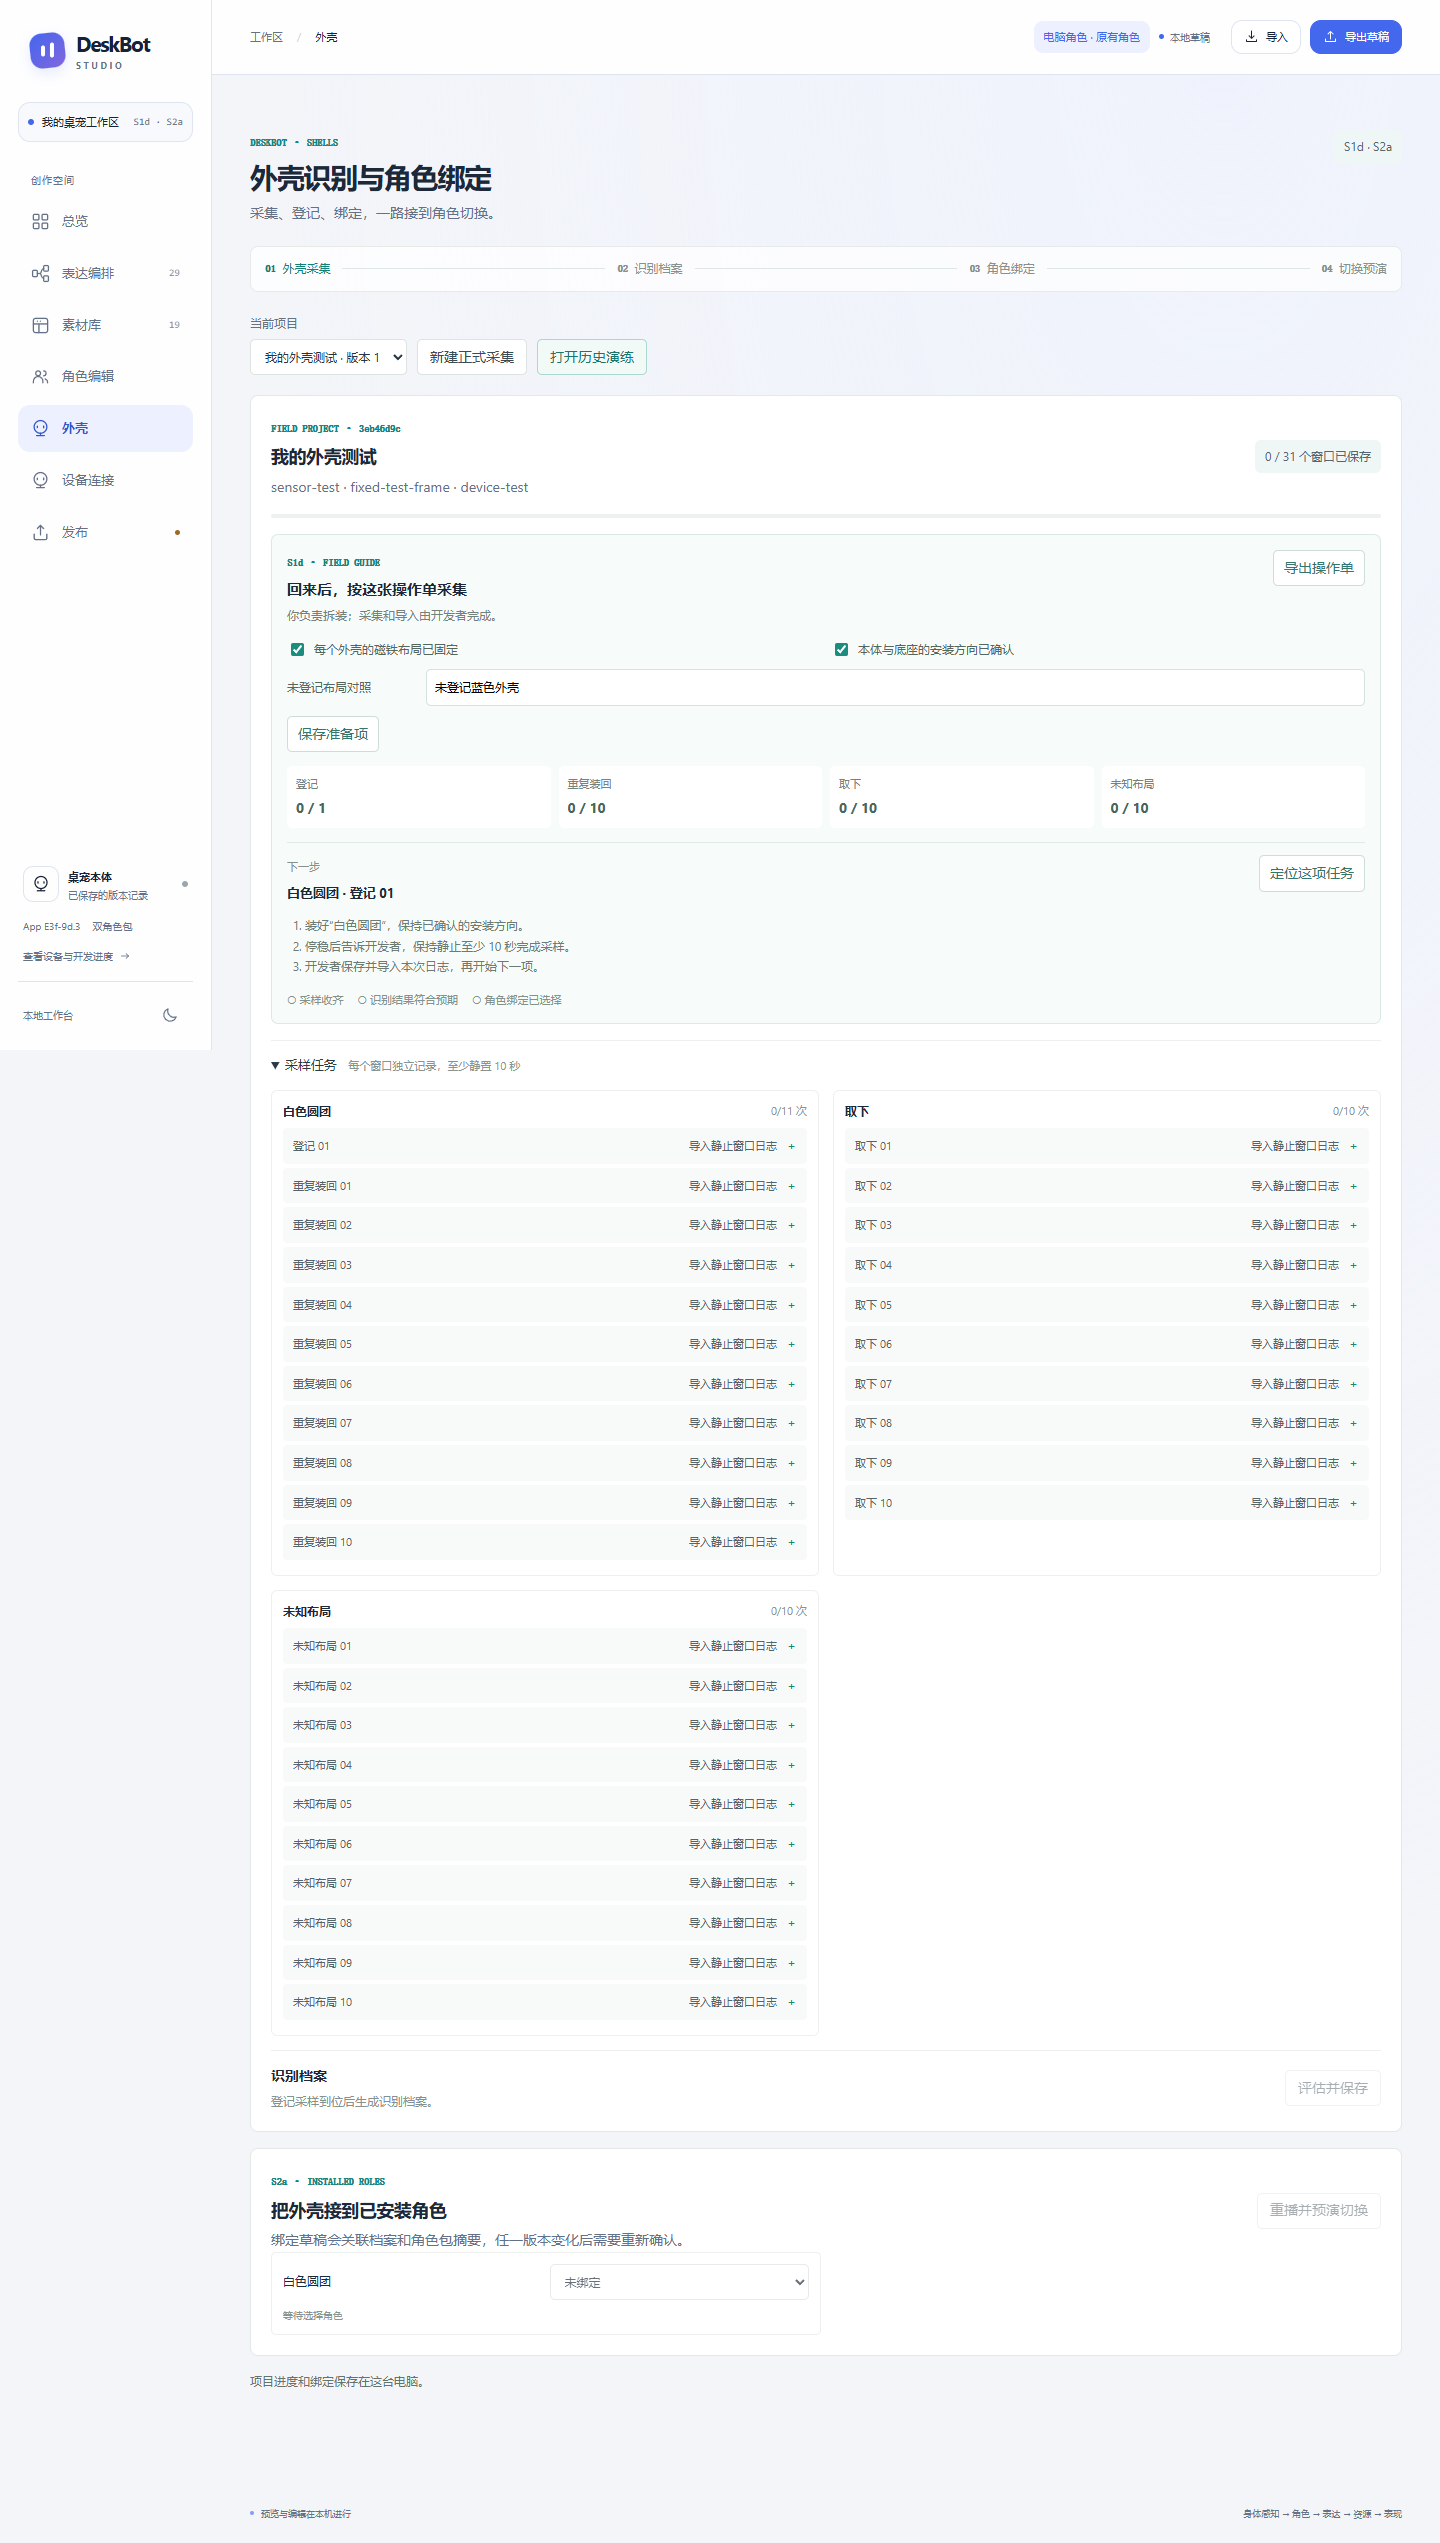 DeskBot
STUDIO
我的桌宠工作区 S1d · S2a
创作空间
总览
表达编排 29
素材库 19
角色编辑
外壳
设备连接
发布
桌宠本体
已保存的版本记录
App E3f-9d.3 双角色包
查看设备与开发进度 →
本地工作台
工作区 / 外壳
电脑角色 · 原有角色
本地草稿
导入
导出草稿
DESKBOT · SHELLS
外壳识别与角色绑定
采集、登记、绑定，一路接到角色切换。
S1d · S2a
01 外壳采集
02 识别档案
03 角色绑定
04 切换预演
当前项目
我的外壳测试 · 版本 1
新建正式采集
打开历史演练
FIELD PROJECT · 3eb46d9c
我的外壳测试
sensor-test · fixed-test-frame · device-test
0 / 31 个窗口已保存
S1d · FIELD GUIDE
回来后，按这张操作单采集
你负责拆装；采集和导入由开发者完成。
导出操作单
每个外壳的磁铁布局已固定
本体与底座的安装方向已确认
未登记布局对照
未登记蓝色外壳
保存准备项
登记
0 / 1
重复装回
0 / 10
取下
0 / 10
未知布局
0 / 10
下一步
白色圆团 · 登记 01
定位这项任务
1. 装好“白色圆团”，保持已确认的安装方向。
2. 停稳后告诉开发者，保持静止至少 10 秒完成采样。
3. 开发者保存并导入本次日志，再开始下一项。
○ 采样收齐 ○ 识别结果符合预期 ○ 角色绑定已选择
▼ 采样任务 每个窗口独立记录，至少静置 10 秒
白色圆团 0/11 次
登记 01 导入静止窗口日志 +
重复装回 01 导入静止窗口日志 +
重复装回 02 导入静止窗口日志 +
重复装回 03 导入静止窗口日志 +
重复装回 04 导入静止窗口日志 +
重复装回 05 导入静止窗口日志 +
重复装回 06 导入静止窗口日志 +
重复装回 07 导入静止窗口日志 +
重复装回 08 导入静止窗口日志 +
重复装回 09 导入静止窗口日志 +
重复装回 10 导入静止窗口日志 +
取下 0/10 次
取下 01 导入静止窗口日志 +
取下 02 导入静止窗口日志 +
取下 03 导入静止窗口日志 +
取下 04 导入静止窗口日志 +
取下 05 导入静止窗口日志 +
取下 06 导入静止窗口日志 +
取下 07 导入静止窗口日志 +
取下 08 导入静止窗口日志 +
取下 09 导入静止窗口日志 +
取下 10 导入静止窗口日志 +
未知布局 0/10 次
未知布局 01 导入静止窗口日志 +
未知布局 02 导入静止窗口日志 +
未知布局 03 导入静止窗口日志 +
未知布局 04 导入静止窗口日志 +
未知布局 05 导入静止窗口日志 +
未知布局 06 导入静止窗口日志 +
未知布局 07 导入静止窗口日志 +
未知布局 08 导入静止窗口日志 +
未知布局 09 导入静止窗口日志 +
未知布局 10 导入静止窗口日志 +
识别档案
登记采样到位后生成识别档案。
评估并保存
S2a · INSTALLED ROLES
把外壳接到已安装角色
绑定草稿会关联档案和角色包摘要，任一版本变化后需要重新确认。
重播并预演切换
白色圆团
未绑定
等待选择角色
项目进度和绑定保存在这台电脑。
预览与编辑在本机进行
身体感知 → 角色 → 表达 → 资源 → 表现